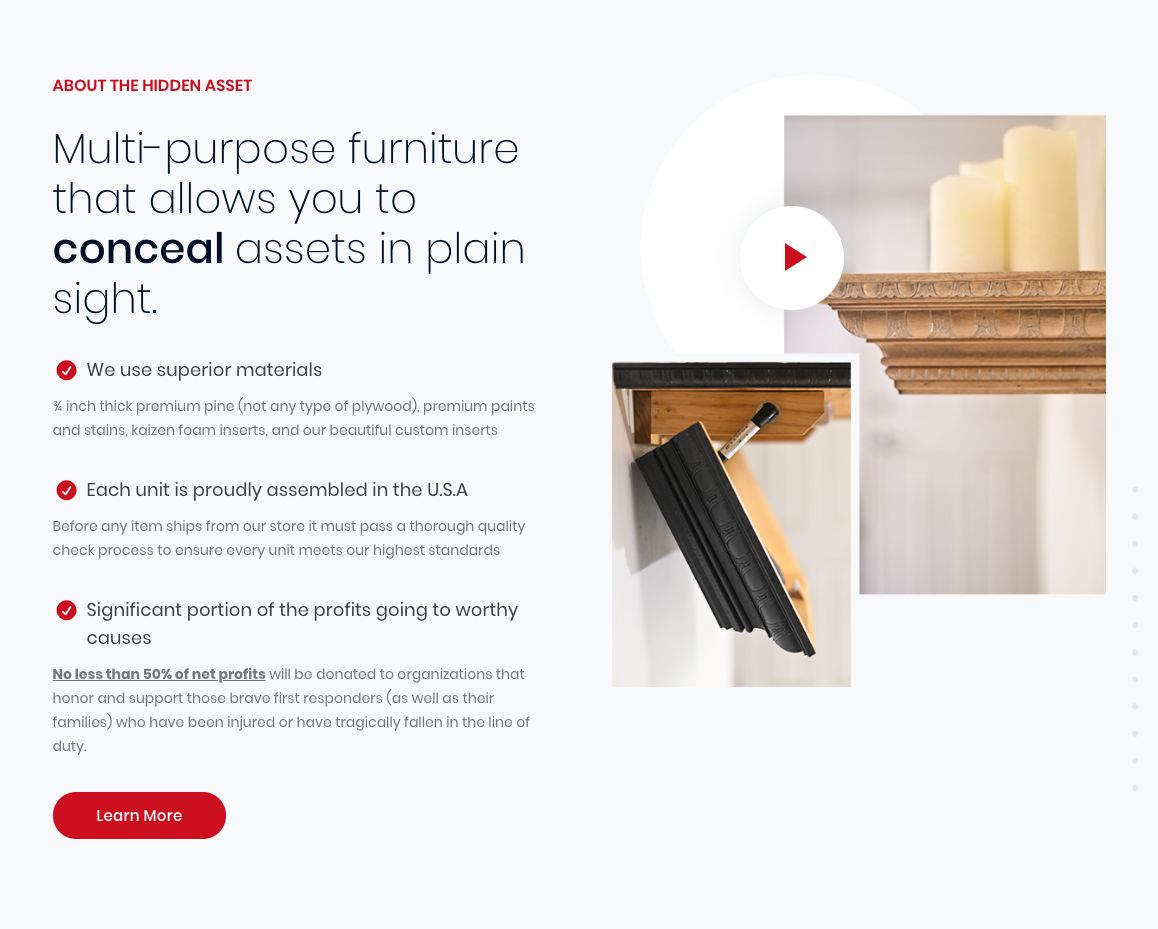 ABOUT THE HIDDEN ASSET
Multi-purpose furniture
that allows you to
conceal assets in plain
sight.
We use superior materials
¾ inch thick premium pine (not any type of plywood), premium paints
and stains, kaizen foam inserts, and our beautiful custom inserts
Each unit is proudly assembled in the U.S.A
Before any item ships from our store it must pass a thorough quality
check process to ensure every unit meets our highest standards
Significant portion of the profits going to worthy
causes
No less than 50% of net profits will be donated to organizations that
honor and support those brave first responders (as well as their
families) who have been injured or have tragically fallen in the line of
duty.
Learn More